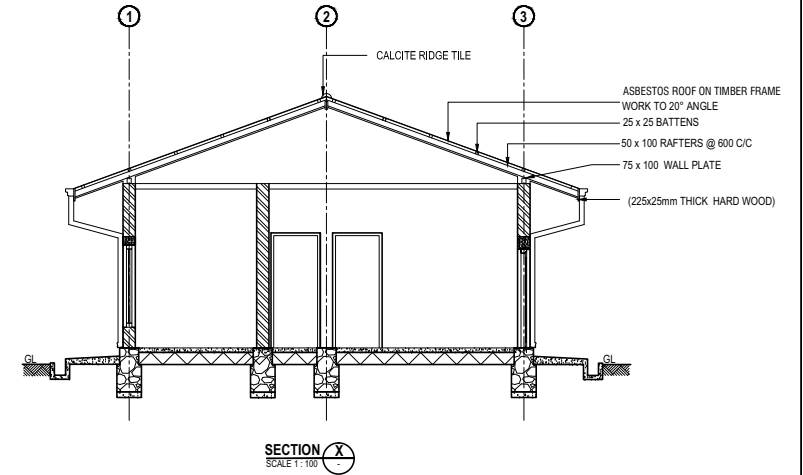 1
2
3
CALCITE RIDGE TILE
ASBESTOS ROOF ON TIMBER FRAME
WORK TO 20° ANGLE
25 x 25 BATTENS
50 x 100 RAFTERS @ 600 C/C
75 x 100 WALL PLATE
(225x25mm THICK HARD WOOD)
GL
GL
SECTION X
SCALE 1 : 100 -